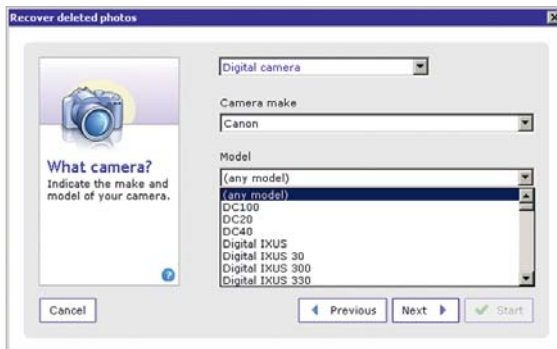 Recover deleted photos
Digital camera
Camera make
Canon
What camera?
Indicate the make and
model of your camera.
Model
(any model)
(any model)
DC100
DC20
DC40
Digital IXUS
Digital IXUS 30
Digital IXUS 300
Digital IXUS 330
Cancel
Previous
Next
Start